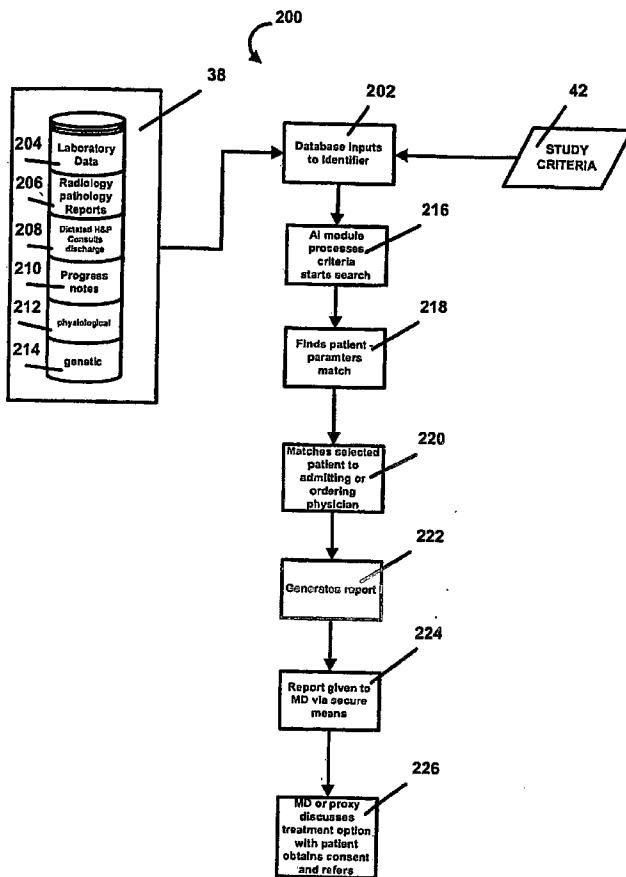 200
38
204
Laboratory
Data
206
Radiology
pathology
Reports
208
Dictated H&P
Consults
discharge
210
Progress
notes
212
physiological
214
genetic
202
Database Inputs
to Identifier
42
STUDY
CRITERIA
216
AI module
processes
criteria
starts search
218
Finds patient -
paramters
match
220
Matches selected
patient to
admitting or
ordering
physician
222
Generates report
224
Report given to
MD via secure
means
226
MD or proxy
discusses
treatment option
with patient
obtains consent
and refers